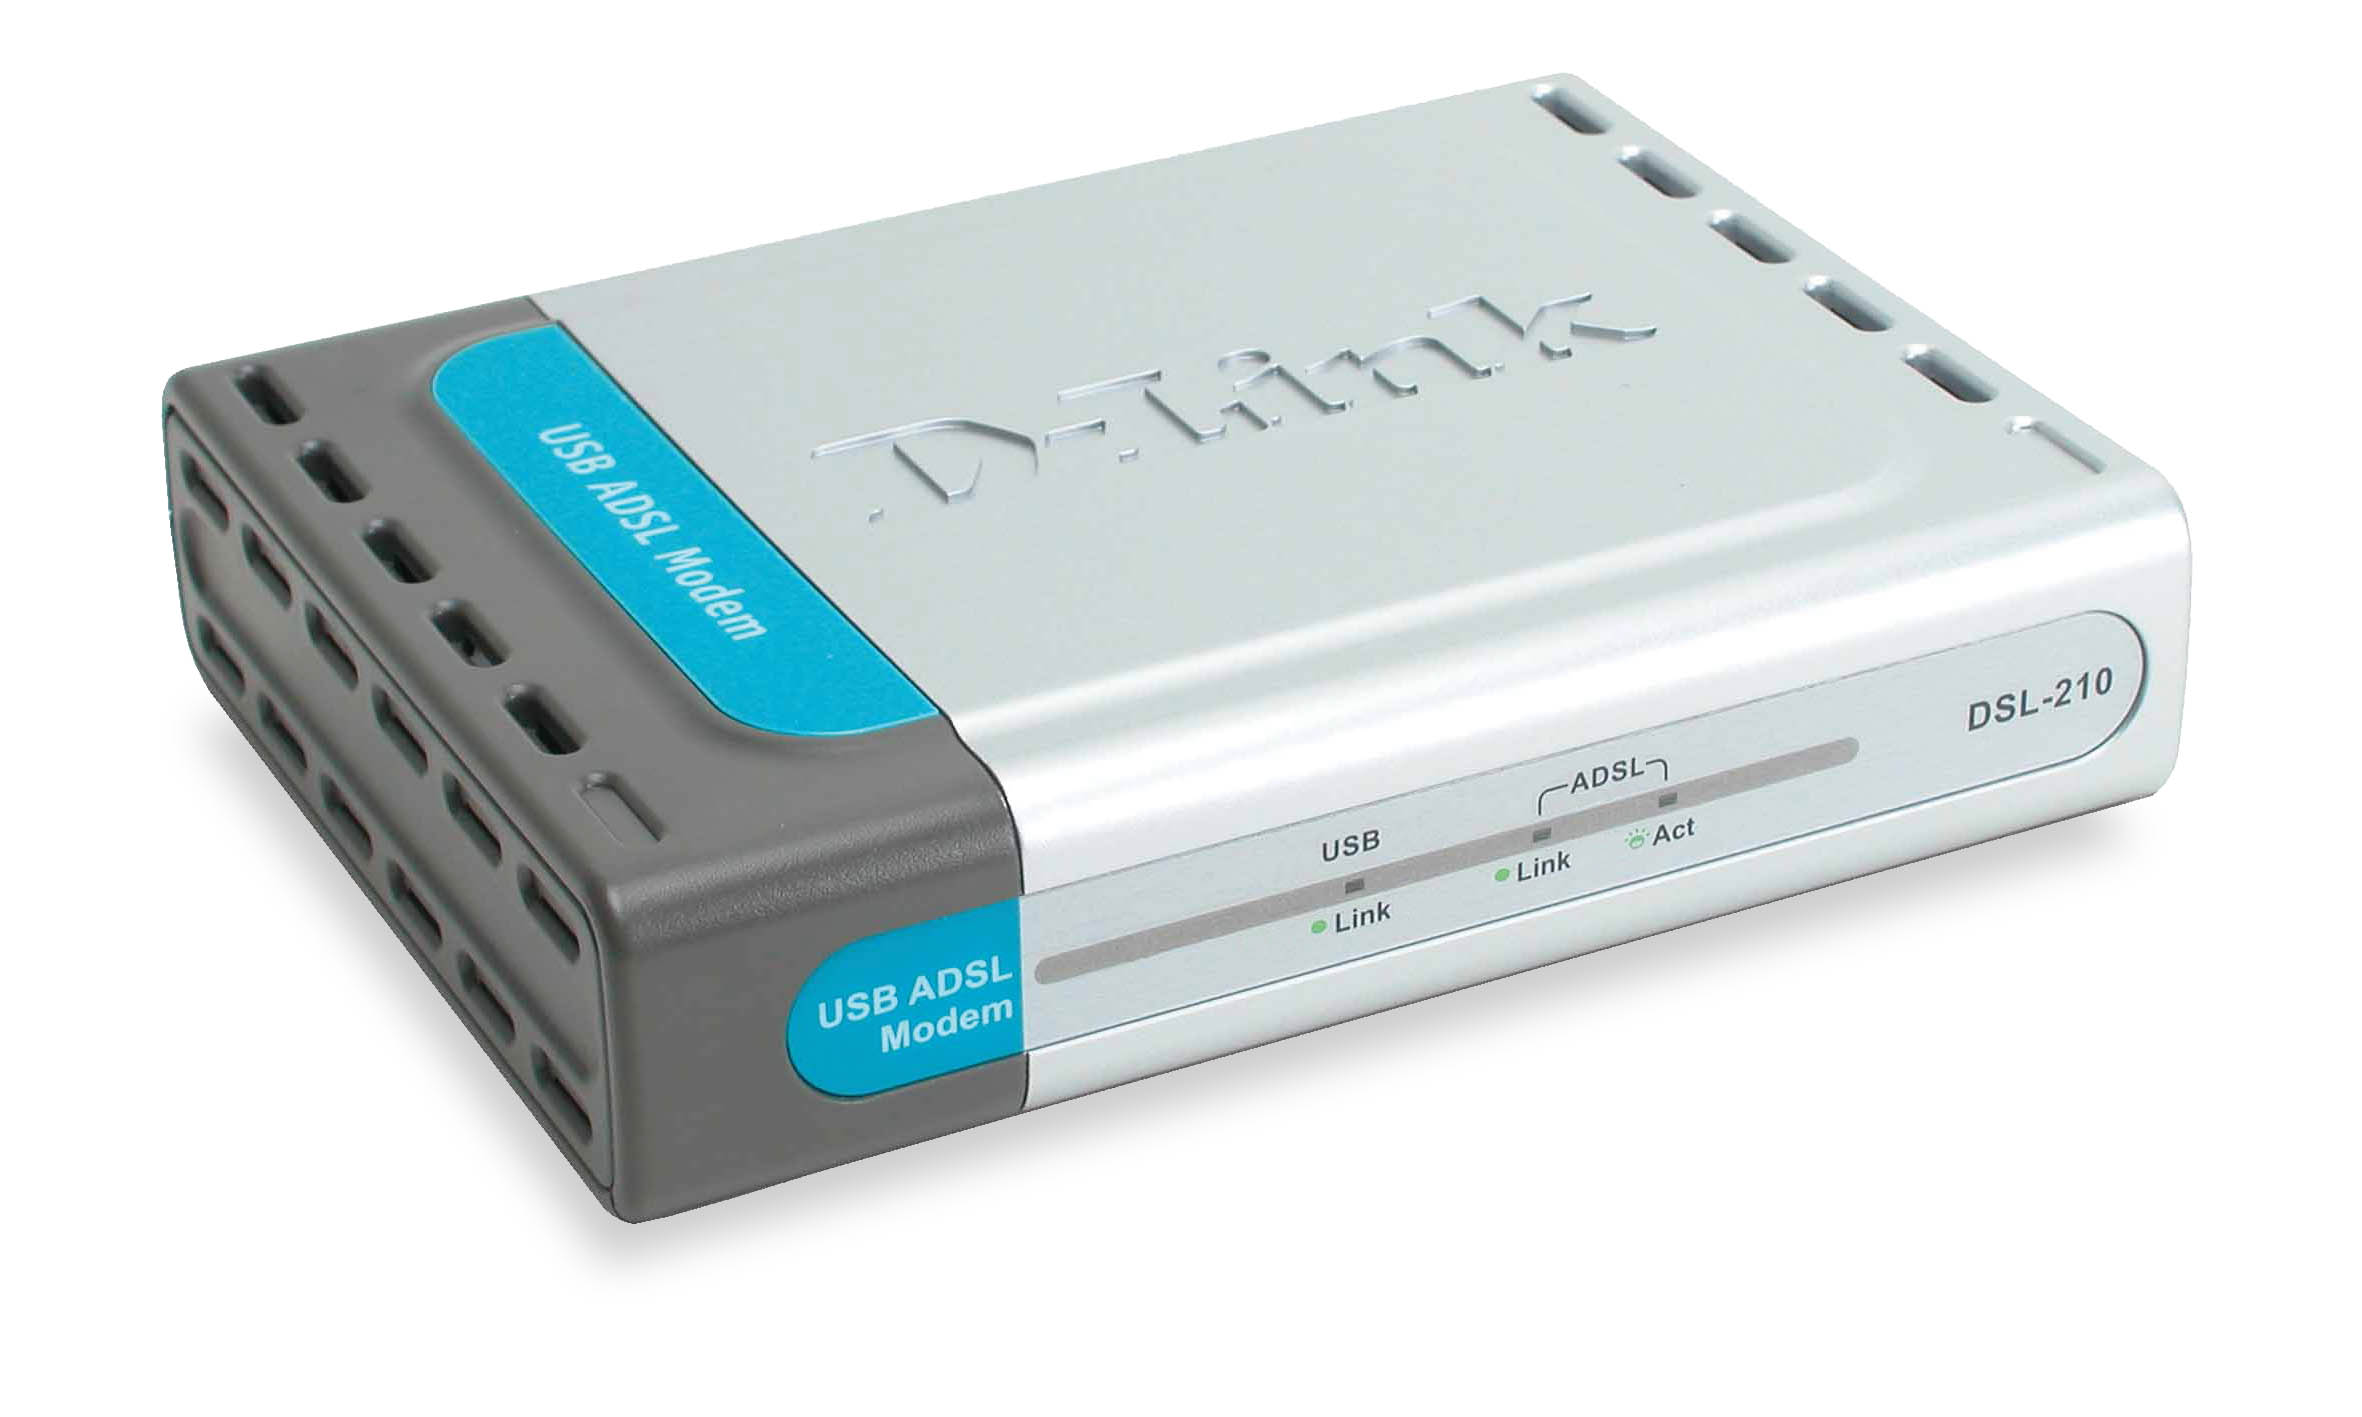 D-Link
USB ADSL Modem
DSL-210
ADSL
USB
Act
Link
Link
USB ADSL
Modem